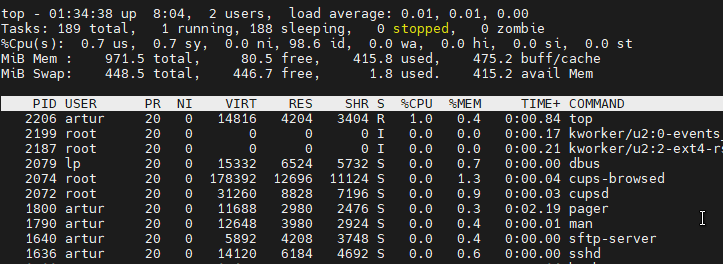 top - 01:34:38 up  8:04,  2 users,  load average: 0.01, 0.01, 0.00
Tasks: 189 total,   1 running, 188 sleeping,   0 stopped,   0 zombie
%Cpu(s):  0.7 us,  0.7 sy,  0.0 ni, 98.6 id,  0.0 wa,  0.0 hi,  0.0 si,  0.0 st
MiB Mem :    971.5 total,     80.5 free,    415.8 used,    475.2 buff/cache
MiB Swap:    448.5 total,    446.7 free,      1.8 used.    415.2 avail Mem
PID USER      PR  NI    VIRT    RES    SHR S  %CPU  %MEM     TIME+ COMMAND
2206 artur     20   0   14816   4204   3404 R   1.0   0.4   0:00.84 top
2199 root      20   0       0      0      0 I   0.0   0.0   0:00.17 kworker/u2:0-events_
2187 root      20   0       0      0      0 I   0.0   0.0   0:00.21 kworker/u2:2-ext4-rs
2079 lp        20   0   15332   6524   5732 S   0.0   0.7   0:00.00 dbus
2074 root      20   0  178392  12696  11124 S   0.0   1.3   0:00.04 cups-browsed
2072 root      20   0   31260   8828   7196 S   0.0   0.9   0:00.03 cupsd
1800 artur     20   0   11688   2980   2476 S   0.0   0.3   0:02.19 pager
1790 artur     20   0   12648   3980   2924 S   0.0   0.4   0:00.01 man
1640 artur     20   0    5892   4208   3748 S   0.0   0.4   0:00.00 sftp-server
1636 artur     20   0   14120   6184   4692 S   0.0   0.6   0:00.00 sshd